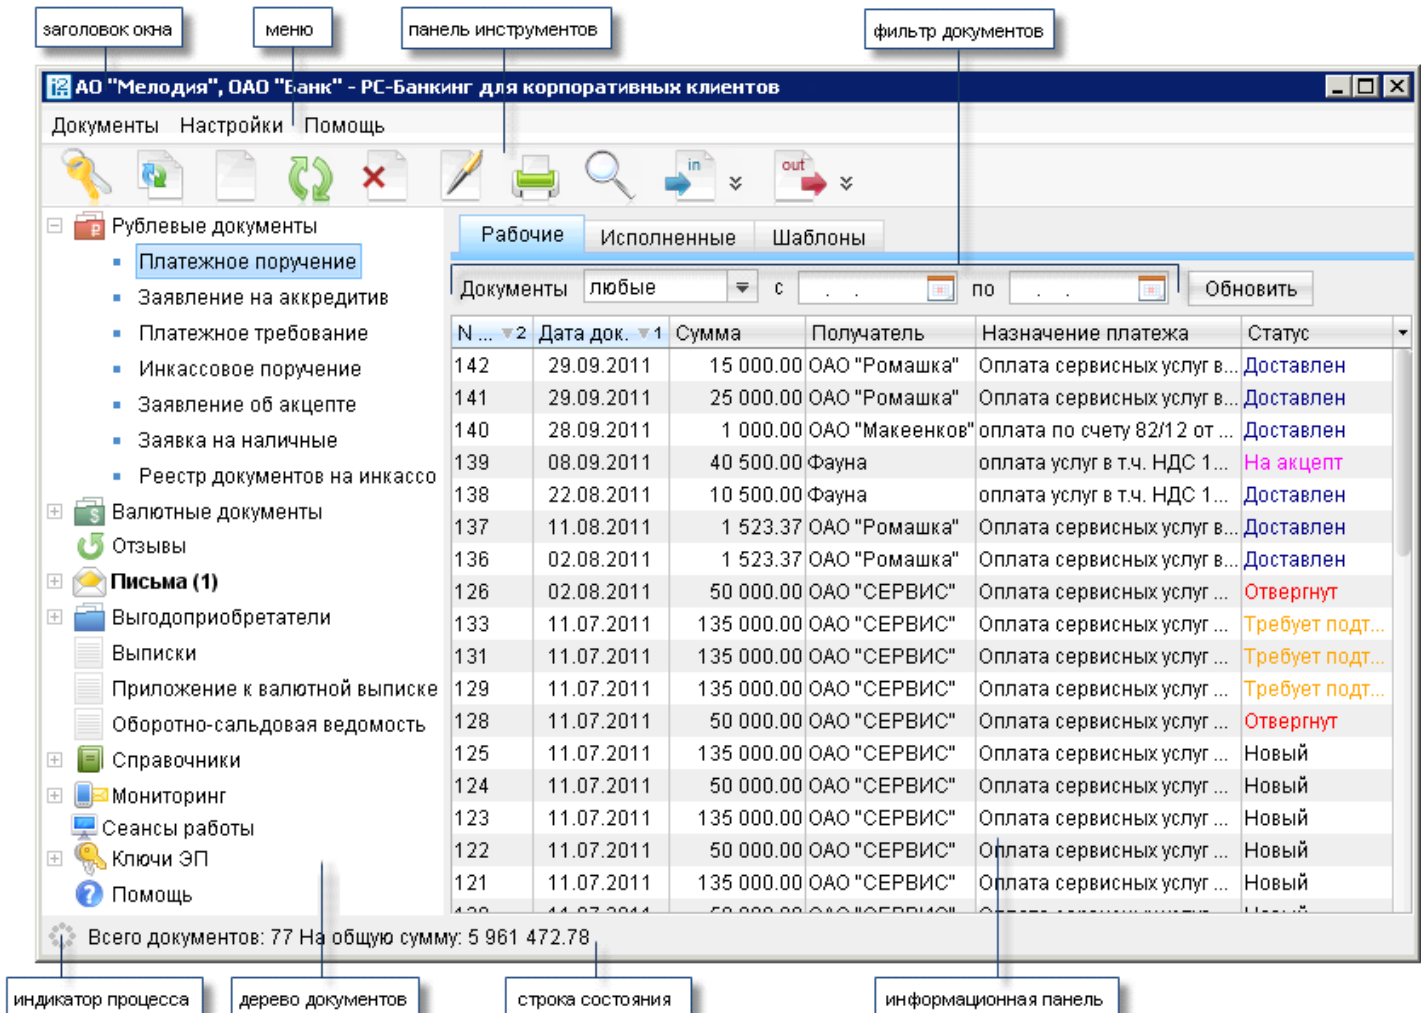 заголовок окна
меню
панель инструментов
фильтр документов
АО "Мелодия", ОАО "Банк" - РС-Банкинг для корпоративных клиентов
Документы Настройки Помощь
in
out
Рублевые документы
Платежное поручение
Заявление на аккредитив
Платежное требование
Инкассовое поручение
Заявление об акцепте
Заявка на наличные
Реестр документов на инкассо
Валютные документы
Отзывы
Письма (1)
Выгодоприобретатели
Выписки
Приложение к валютной выписке
Оборотно-сальдовая ведомость
Справочники
Мониторинг
Сеансы работы
Ключи ЭП
Помощь
Рабочие Исполненные Шаблоны
Документы любые с . . по . . Обновить
N ... 2 Дата док. 1 Сумма Получатель Назначение платежа Статус
142 29.09.2011 15 000.00 ОАО "Ромашка" Оплата сервисных услуг в... Доставлен
141 29.09.2011 25 000.00 ОАО "Ромашка" Оплата сервисных услуг в... Доставлен
140 28.09.2011 1 000.00 ОАО "Макеенков" оплата по счету 82/12 от ... Доставлен
139 08.09.2011 40 500.00 Фауна оплата услуг в т.ч. НДС 1... На акцепт
138 22.08.2011 10 500.00 Фауна оплата услуг в т.ч. НДС 1... Доставлен
137 11.08.2011 1 523.37 ОАО "Ромашка" Оплата сервисных услуг в... Доставлен
136 02.08.2011 1 523.37 ОАО "Ромашка" Оплата сервисных услуг в... Доставлен
126 02.08.2011 50 000.00 ОАО "СЕРВИС" Оплата сервисных услуг ... Отвергнут
133 11.07.2011 135 000.00 ОАО "СЕРВИС" Оплата сервисных услуг ... Требует подт...
131 11.07.2011 135 000.00 ОАО "СЕРВИС" Оплата сервисных услуг ... Требует подт...
129 11.07.2011 135 000.00 ОАО "СЕРВИС" Оплата сервисных услуг ... Требует подт...
128 11.07.2011 50 000.00 ОАО "СЕРВИС" Оплата сервисных услуг ... Отвергнут
125 11.07.2011 135 000.00 ОАО "СЕРВИС" Оплата сервисных услуг ... Новый
124 11.07.2011 50 000.00 ОАО "СЕРВИС" Оплата сервисных услуг ... Новый
123 11.07.2011 135 000.00 ОАО "СЕРВИС" Оплата сервисных услуг ... Новый
122 11.07.2011 50 000.00 ОАО "СЕРВИС" Оплата сервисных услуг ... Новый
121 11.07.2011 135 000.00 ОАО "СЕРВИС" Оплата сервисных услуг ... Новый
Всего документов: 77 На общую сумму: 5 961 472.78
индикатор процесса
дерево документов
строка состояния
информационная панель